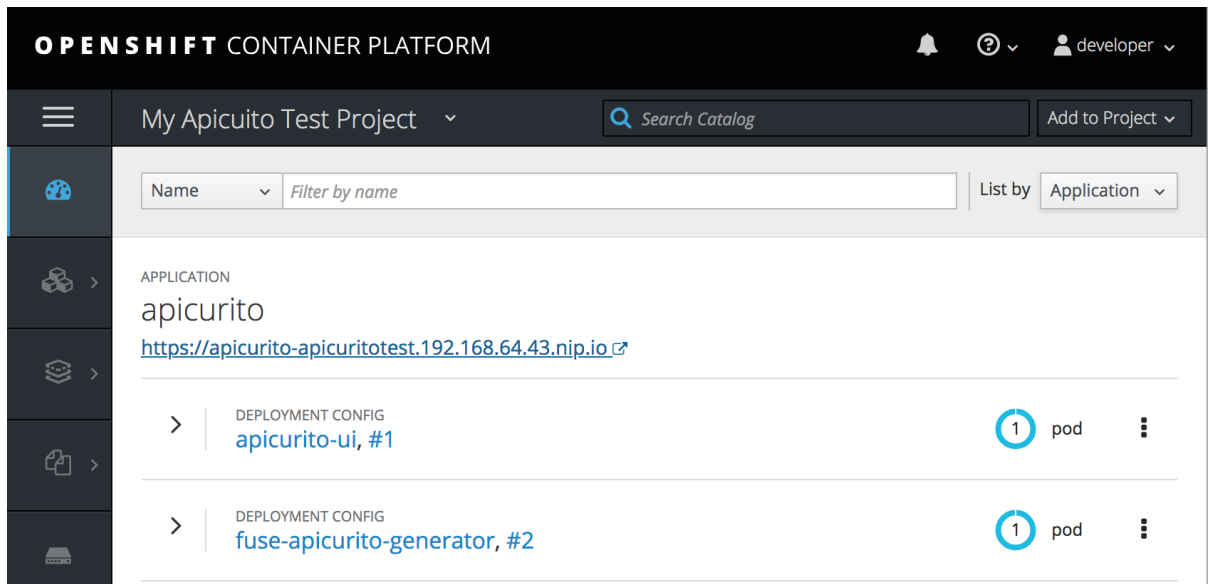 OPENSHIFT CONTAINER PLATFORM
developer
My Apicuito Test Project
Search Catalog
Add to Project
Name
Filter by name
List by
Application
APPLICATION
apicurito
https://apicurito-apicuritotest.192.168.64.43.nip.io
DEPLOYMENT CONFIG
apicurito-ui, #1
1 pod
DEPLOYMENT CONFIG
fuse-apicurito-generator, #2
1 pod